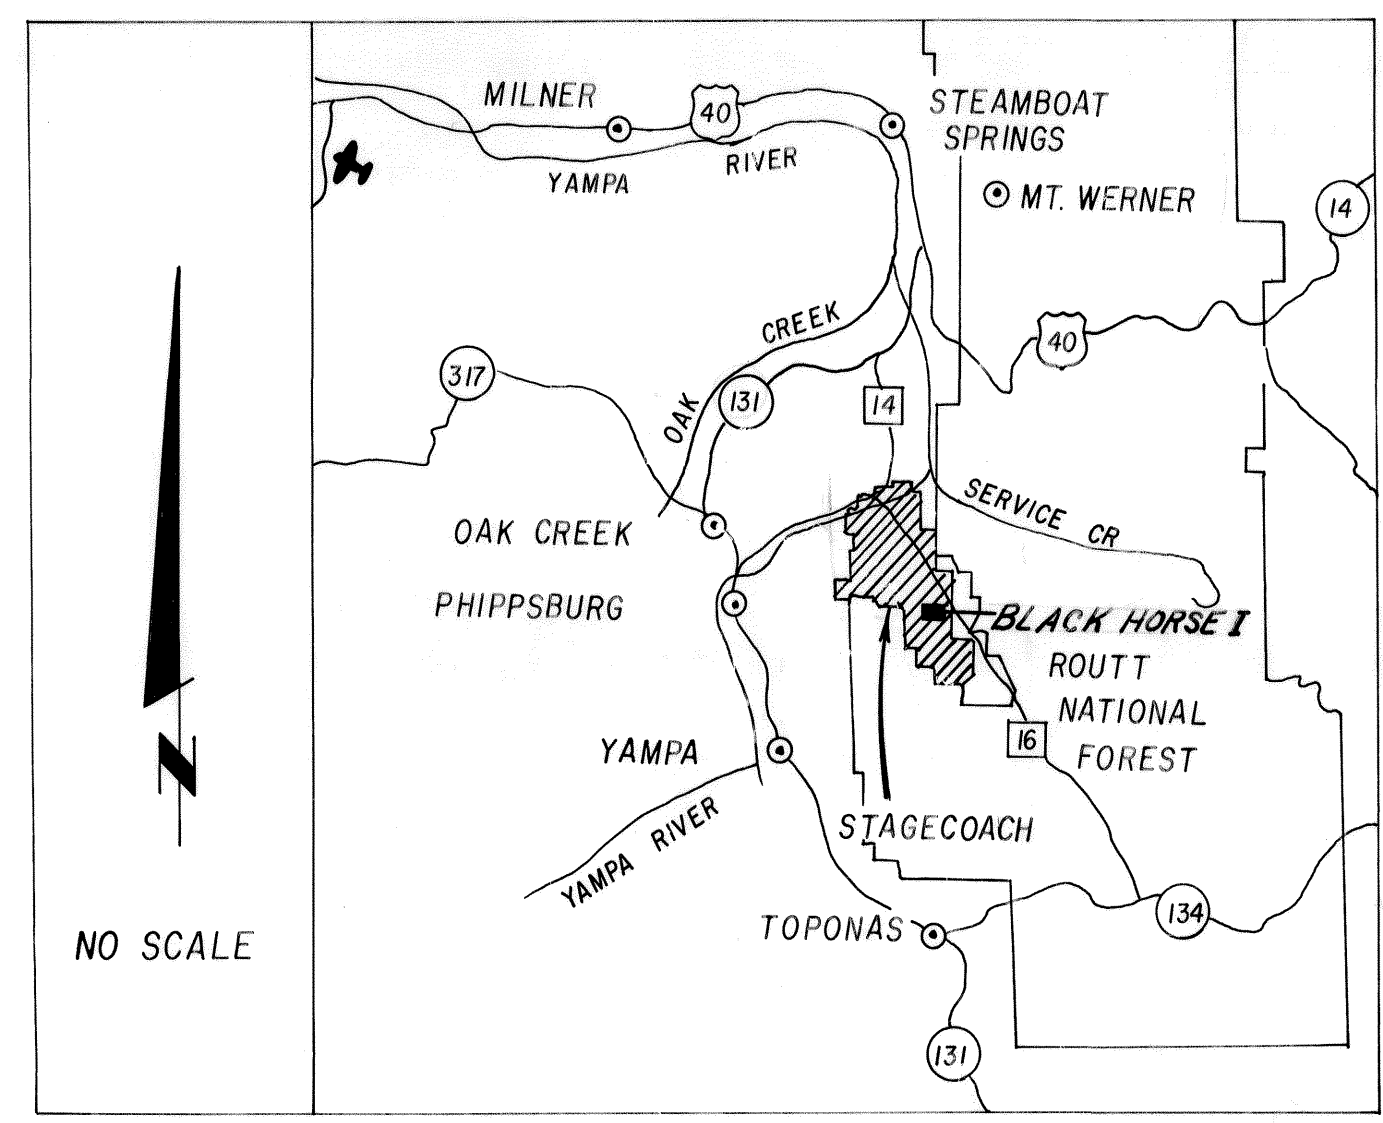 MILNER
40
STEAMBOAT
SPRINGS
YAMPA RIVER
MT. WERNER
14
OAK CREEK
40
317
131
14
SERVICE CR
OAK CREEK
PHIPPSBURG
BLACK HORSE I
ROUTT
NATIONAL
FOREST
16
YAMPA
YAMPA RIVER
STAGECOACH
134
TOPONAS
131
N
NO SCALE